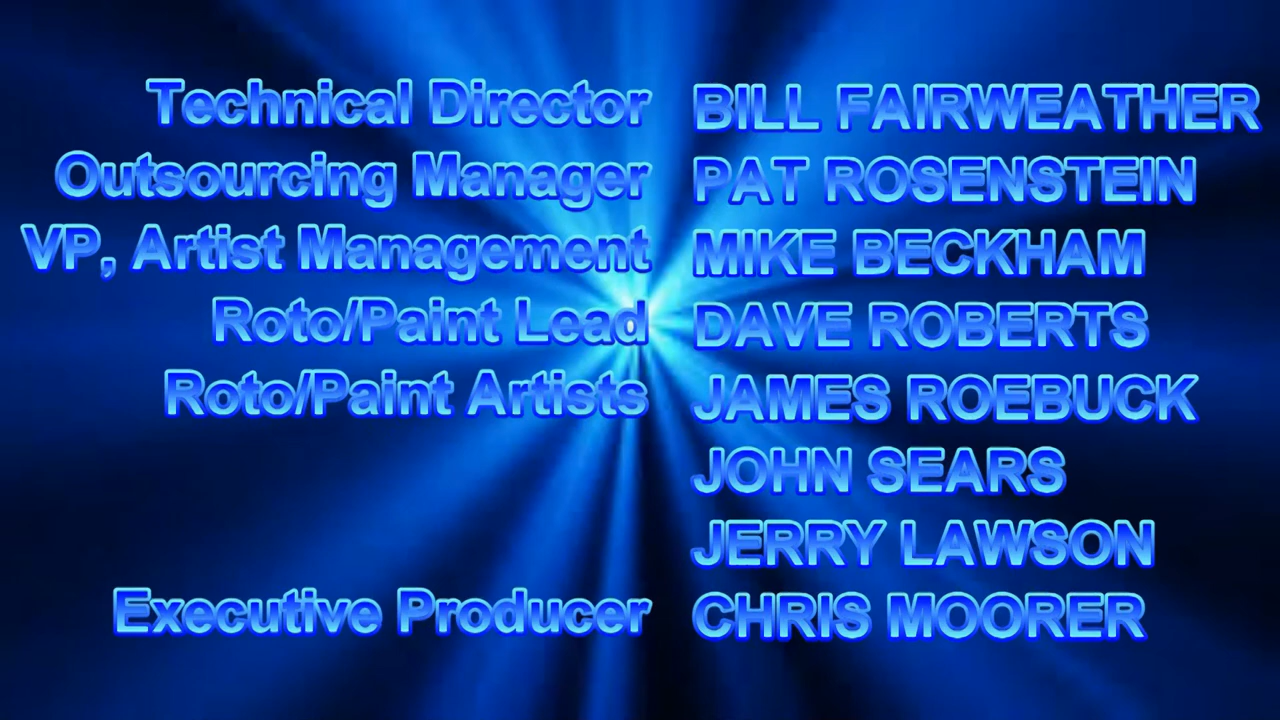 Technical Director BILL FAIRWEATHER
Outsourcing Manager PAT ROSENSTEIN
VP, Artist Management MIKE BECKHAM
Roto/Paint Lead DAVE ROBERTS
Roto/Paint Artists JAMES ROEBUCK
JOHN SEARS
JERRY LAWSON
Executive Producer CHRIS MOORER